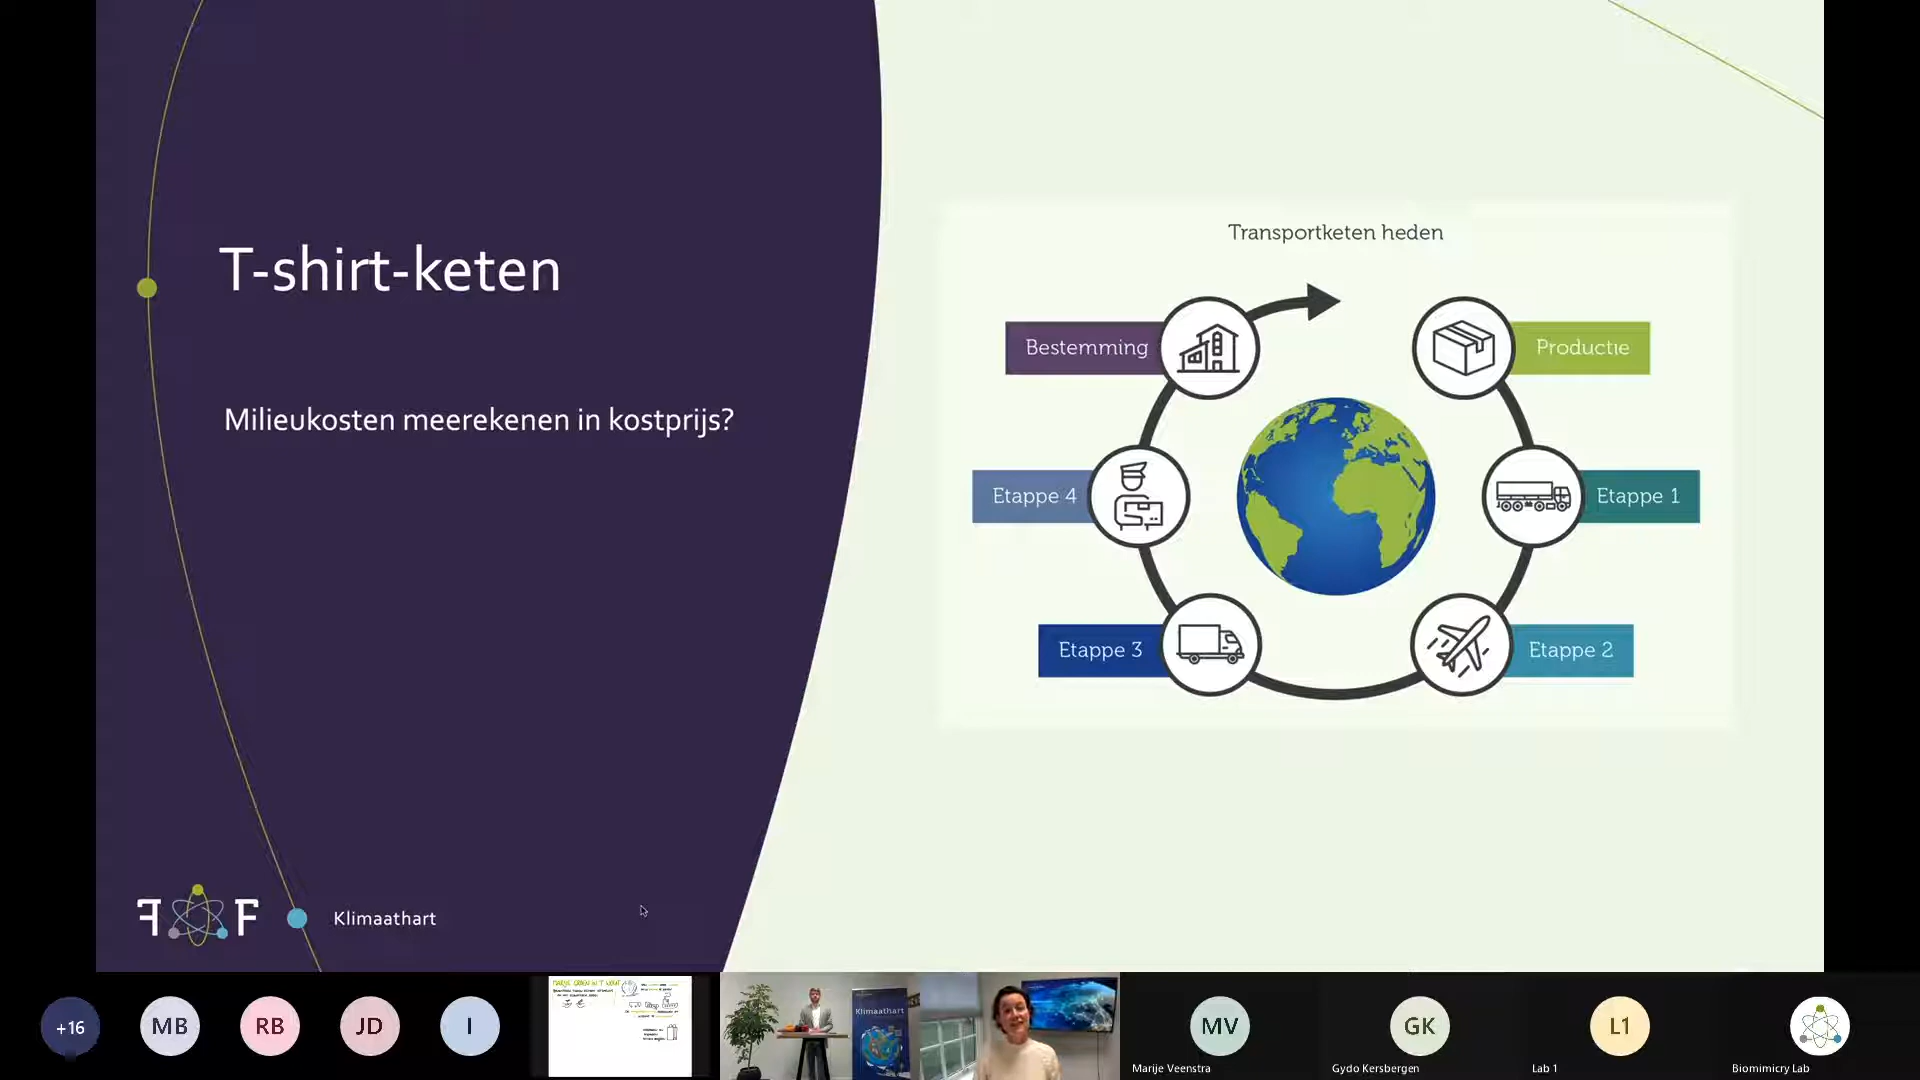 T-shirt-keten
Milieukosten meerekenen in kostprijs?
Transportketen heden
Bestemming
Productie
Etappe 4
Etappe 1
Etappe 3
Etappe 2
F F
Klimaathart
+16
MB
RB
JD
I
Klimaathart
MV
GK
L1
Marije Veenstra
Gydo Kersbergen
Lab 1
Biomimicry Lab